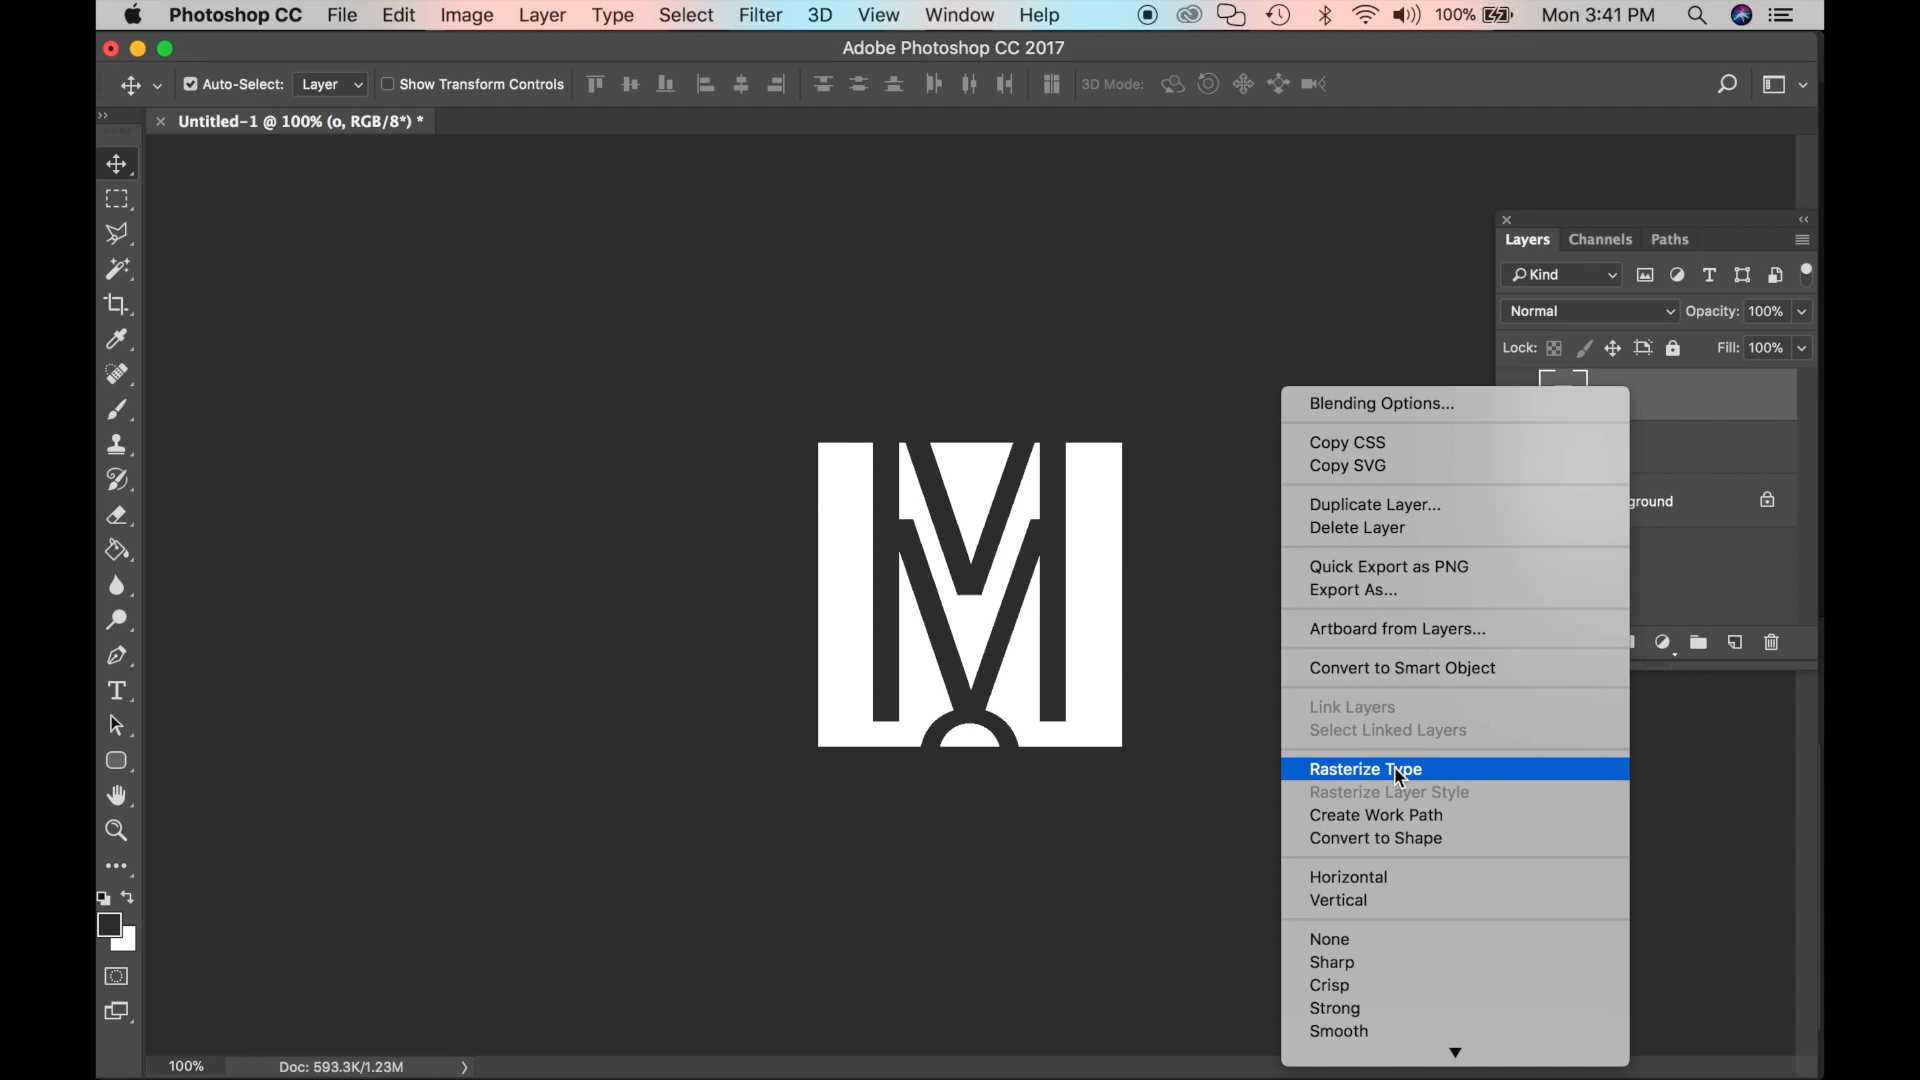 Photoshop CC File Edit Image Layer Type Select Filter 3D View Window Help 100% Mon 3:41 PM
Adobe Photoshop CC 2017
Auto-Select: Layer Show Transform Controls 3D Mode:
Untitled-1 @ 100% (o, RGB/8*) *
Layers Channels Paths
Kind
Normal Opacity: 100%
Lock: Fill: 100%
ground
Blending Options...
Copy CSS
Copy SVG
Duplicate Layer...
Delete Layer
Quick Export as PNG
Export As...
Artboard from Layers...
Convert to Smart Object
Link Layers
Select Linked Layers
Rasterize Type
Rasterize Layer Style
Create Work Path
Convert to Shape
Horizontal
Vertical
None
Sharp
Crisp
Strong
Smooth
M
100% Doc: 593.3K/1.23M